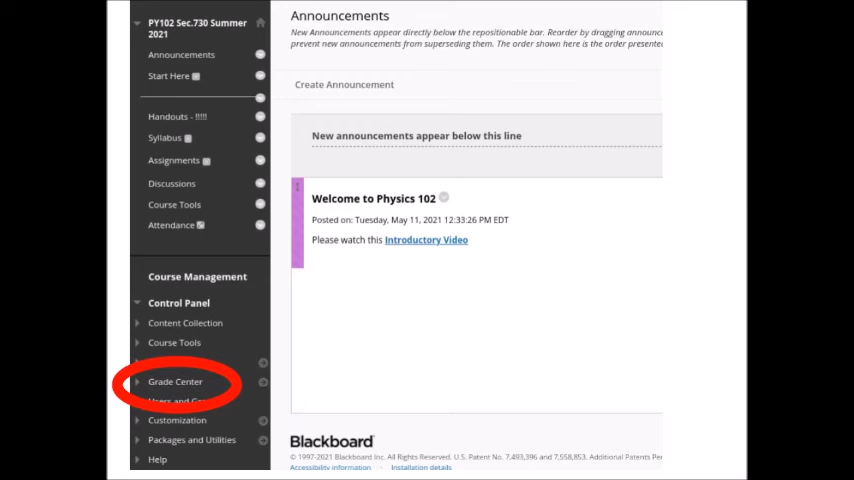 PY102 Sec.730 Summer
2021
Announcements
Start Here
Handouts - !!!!!
Syllabus
Assignments
Discussions
Course Tools
Attendance
Course Management
Control Panel
Content Collection
Course Tools
Grade Center
Users and
Customization
Packages and Utilities
Help
Announcements
New Announcements appear directly below the repositionable bar. Reorder by dragging
prevent new announcements from superseding them. The order shown here is the order
Create Announcement
New announcements appear below this line
Welcome to Physics 102
Posted on: Tuesday, May 11, 2021 12:33:26 PM EDT
Please watch this Introductory Video
Blackboard
© 1997-2021 Blackboard Inc. All Rights Reserved. U.S. Patent No. 7,493,396 and 7,558,853. Additional Patents
Accessibility information · Installation details